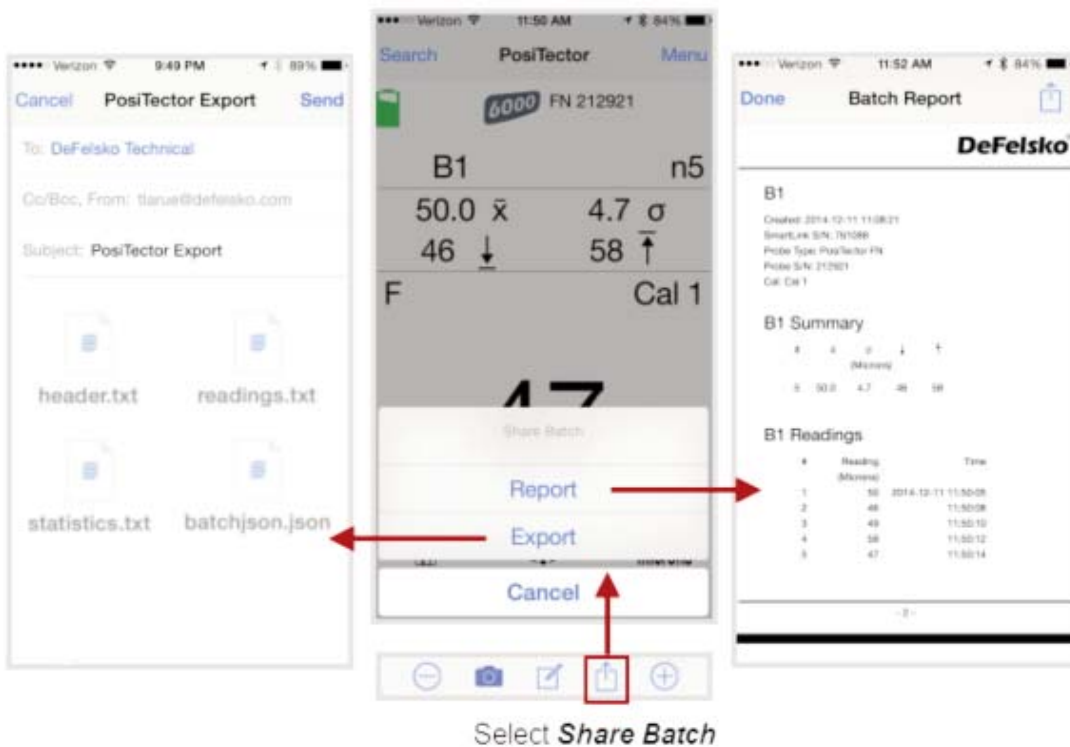 Verizon 9:49 PM 89%
Cancel PosiTector Export Send
To: DeFelsko Technical
Cc/Bcc, From: tlarue@defelsko.com
Subject: PosiTector Export
header.txt readings.txt
statistics.txt batchjson.json
Verizon 11:50 AM 84%
Search PosiTector Menu
6000 FN 212921
B1 n5
50.0 x̄ 4.7 σ
46 ↓ 58 ↑
F Cal 1
47
Share Batch
Report
Export
microns
Cancel
Select Share Batch
Verizon 11:52 AM 84%
Done Batch Report
DeFelsko
B1
Created: 2014-12-11 11:08:21
SmartLink S/N: 761088
Probe Type: PosiTector FN
Probe S/N: 212921
Cal: Cal 1
B1 Summary
# x̄ σ ↓ ↑
(Microns)
5 50.0 4.7 46 58
B1 Readings
# Reading Time
(Microns)
1 50 2014-12-11 11:50:05
2 46 11:50:08
3 49 11:50:10
4 58 11:50:12
5 47 11:50:14
- 2 -